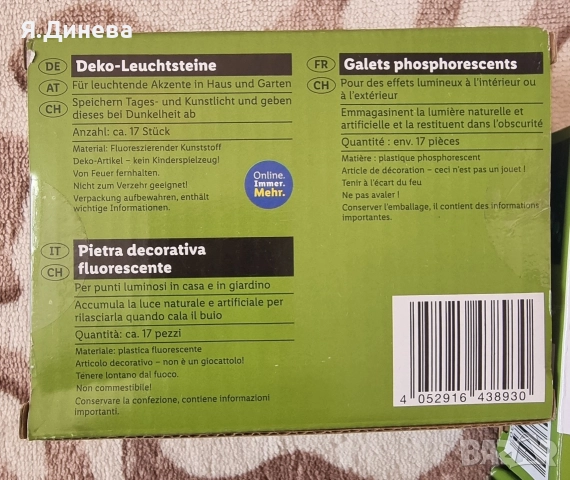 Я.Динева
DE
AT
CH
Deko-Leuchtsteine
Für leuchtende Akzente in Haus und Garten
Speichern Tages- und Kunstlicht und geben
dieses bei Dunkelheit ab
Anzahl: ca. 17 Stück
Material: Fluoreszierender Kunststoff
Deko-Artikel – kein Kinderspielzeug!
Von Feuer fernhalten.
Nicht zum Verzehr geeignet!
Verpackung aufbewahren, enthält
wichtige Informationen.
Online.
Immer.
Mehr.
FR
CH
Galets phosphorescents
Pour des effets lumineux à l'intérieur ou
à l'extérieur
Emmagasinent la lumière naturelle et
artificielle et la restituent dans l'obscurité
Quantité : env. 17 pièces
Matière : plastique phosphorescent
Article de décoration – ceci n'est pas un jouet !
Tenir à l'écart du feu
Ne pas avaler !
Conserver l'emballage, il contient des informations
importantes.
IT
CH
Pietra decorativa
fluorescente
Per punti luminosi in casa e in giardino
Accumula la luce naturale e artificiale per
rilasciarla quando cala il buio
Quantità: ca. 17 pezzi
Materiale: plastica fluorescente
Articolo decorativo – non è un giocattolo!
Tenere lontano dal fuoco.
Non commestibile!
Conservare la confezione, contiene informazioni
importanti.
4 052916 438930
BAZAR